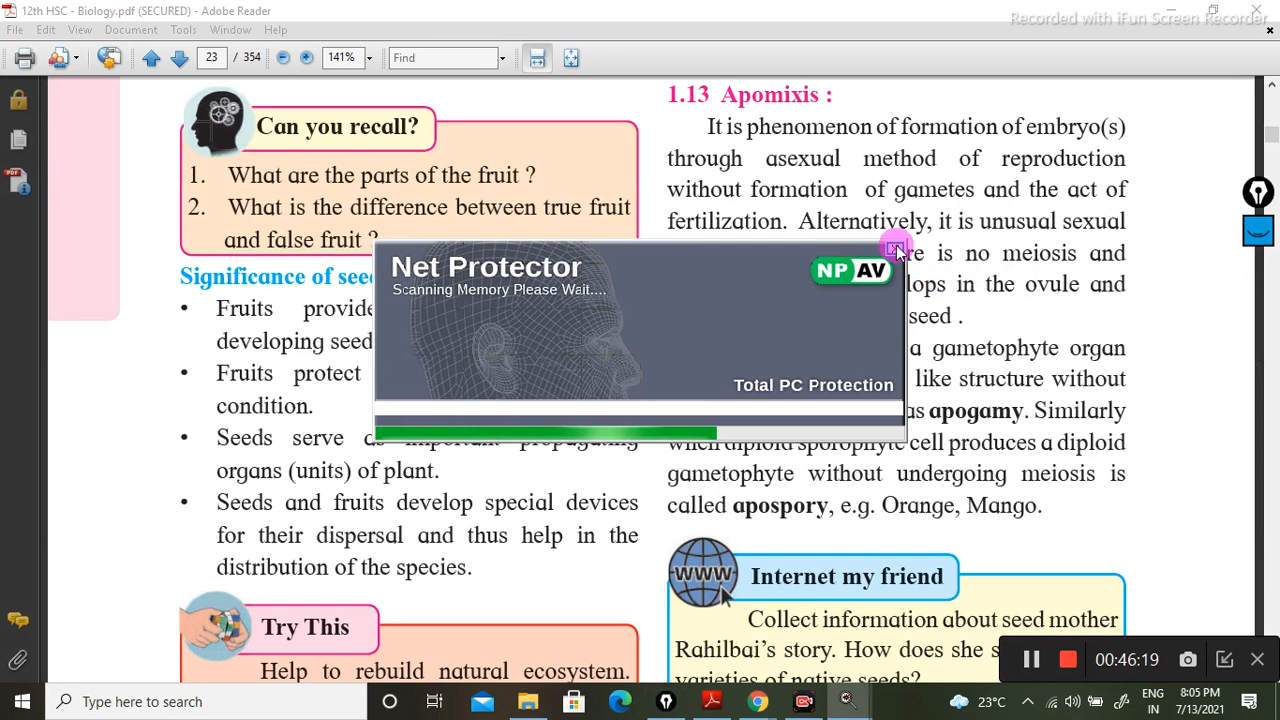 12th HSC - Biology.pdf (SECURED) - Adobe Reader
Recorded with iFun Screen Recorder
File Edit View Document Tools Window Help
23 / 354 141% Find
Can you recall?
1. What are the parts of the fruit ?
2. What is the difference between true fruit
and false fruit ?
Significance of see
• Fruits provide
developing seed
• Fruits protect
condition.
• Seeds serve as important propagating
organs (units) of plant.
• Seeds and fruits develop special devices
for their dispersal and thus help in the
distribution of the species.
Try This
Help to rebuild natural ecosystem.
1.13 Apomixis :
It is phenomenon of formation of embryo(s)
through asexual method of reproduction
without formation of gametes and the act of
fertilization. Alternatively, it is unusual sexual
is no meiosis and
lops in the ovule and
seed .
a gametophyte organ
like structure without
as apogamy. Similarly
when diploid sporophyte cell produces a diploid
gametophyte without undergoing meiosis is
called apospory, e.g. Orange, Mango.
WWW
Internet my friend
Collect information about seed mother
Rahilbai's story. How does she
varieties of native seeds?
Net Protector
Scanning Memory Please Wait....
NP AV
Total PC Protection
00:46:19
Type here to search
23°C
ENG
IN
8:05 PM
7/13/2021